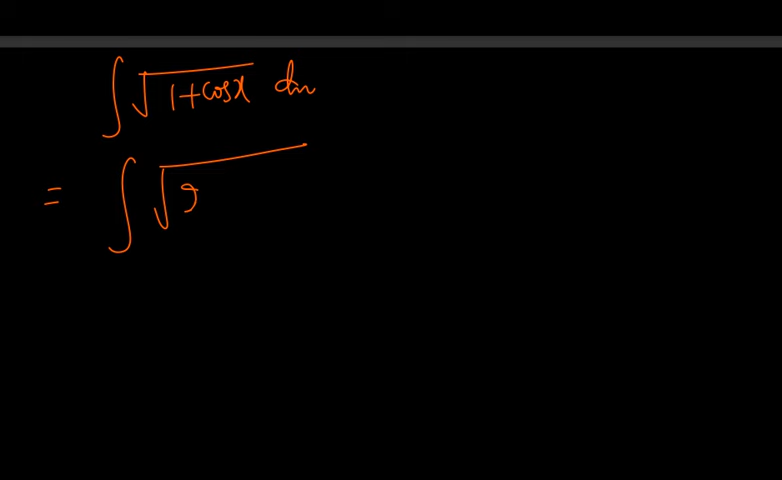 ∫ √(1+cosx) dx
= ∫ √2